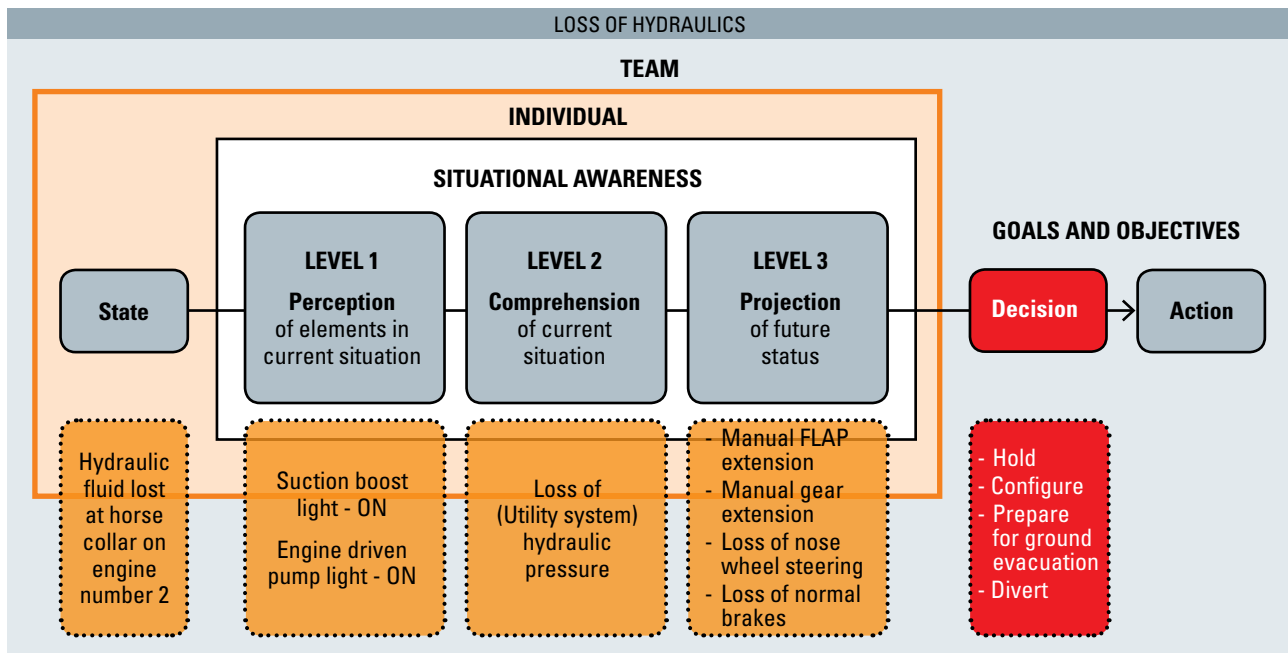 LOSS OF HYDRAULICS
TEAM
INDIVIDUAL
SITUATIONAL AWARENESS
GOALS AND OBJECTIVES
State
LEVEL 1
Perception
of elements in
current situation
LEVEL 2
Comprehension
of current
situation
LEVEL 3
Projection
of future
status
Decision
Action
Hydraulic
fluid lost
at horse
collar on
engine
number 2
Suction boost
light - ON
Engine driven
pump light - ON
Loss of
(Utility system)
hydraulic
pressure
- Manual FLAP
extension
- Manual gear
extension
- Loss of nose
wheel steering
- Loss of normal
brakes
- Hold
- Configure
- Prepare
for ground
evacuation
- Divert